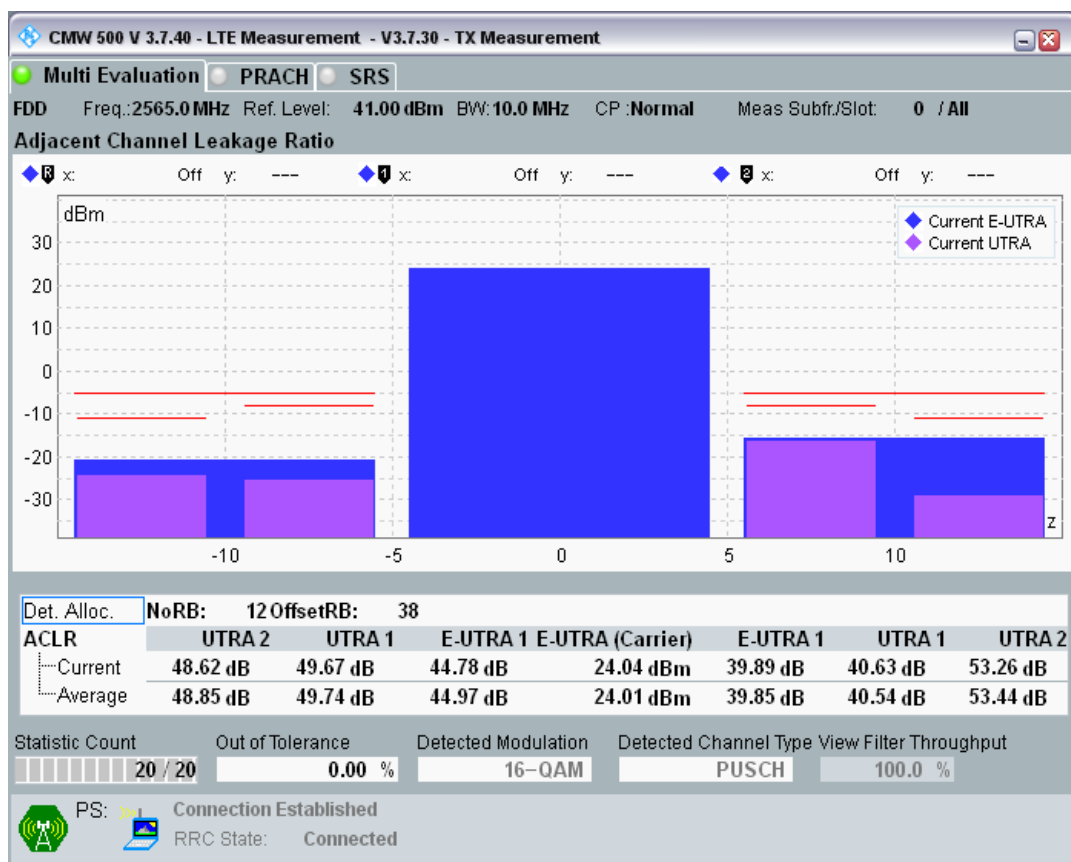 CMW 500 V 3.7.40 - LTE Measurement - V3.7.30 - TX Measurement
Multi Evaluation PRACH SRS
FDD Freq.:2565.0 MHz Ref. Level: 41.00 dBm BW:10.0 MHz CP :Normal Meas Subfr./Slot: 0 / All
Adjacent Channel Leakage Ratio
R x: Off y: --- 1 x: Off y: --- 2 x: Off y: ---
dBm
Current E-UTRA
Current UTRA
30
20
10
0
-10
-20
-30
z
-10 -5 0 5 10
Det. Alloc. NoRB: 12 OffsetRB: 38
ACLR UTRA 2 UTRA 1 E-UTRA 1 E-UTRA (Carrier) E-UTRA 1 UTRA 1 UTRA 2
Current 48.62 dB 49.67 dB 44.78 dB 24.04 dBm 39.89 dB 40.63 dB 53.26 dB
Average 48.85 dB 49.74 dB 44.97 dB 24.01 dBm 39.85 dB 40.54 dB 53.44 dB
Statistic Count Out of Tolerance Detected Modulation Detected Channel Type View Filter Throughput
20 / 20 0.00 % 16-QAM PUSCH 100.0 %
PS: Connection Established
RRC State: Connected